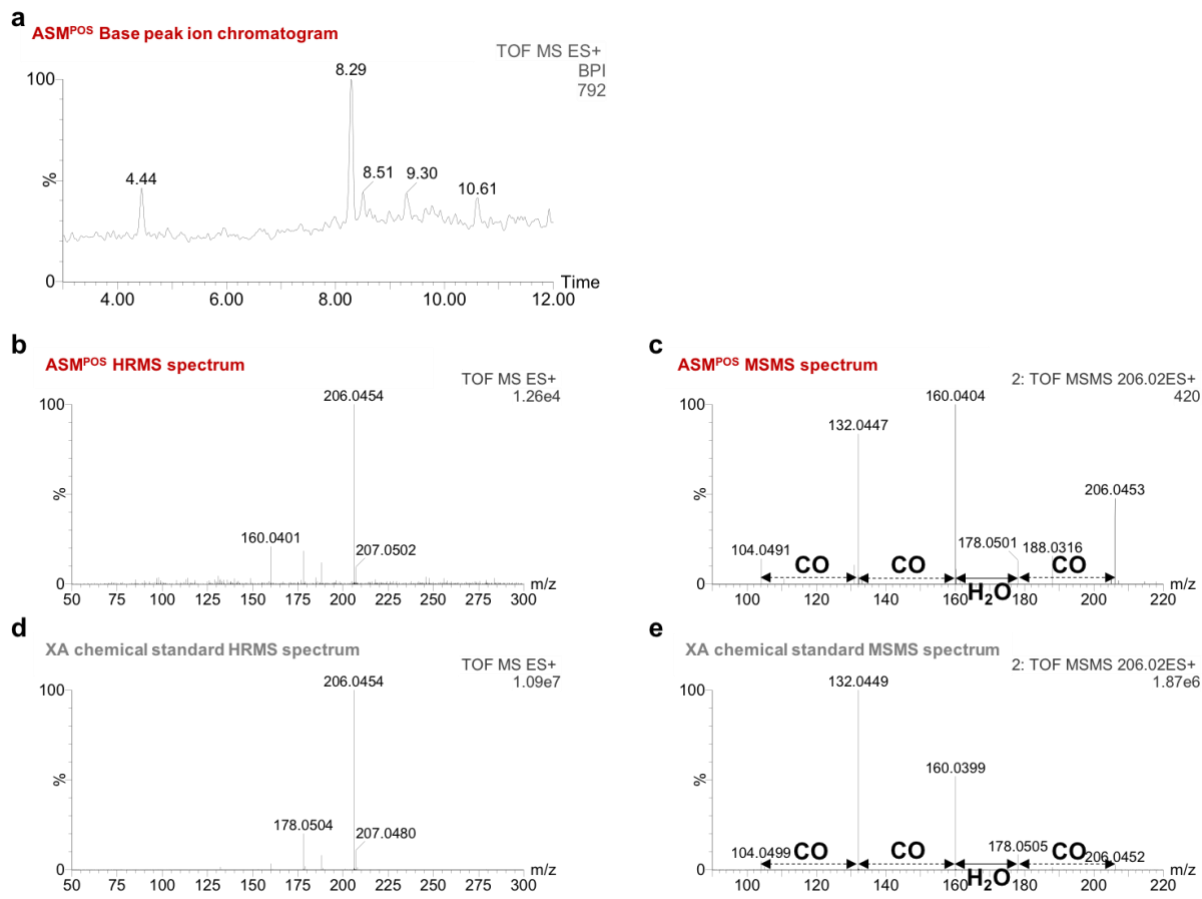 a
ASMPOS Base peak ion chromatogram
TOF MS ES+
BPI
792
100
%
0
8.29
4.44
8.51
9.30
10.61
Time
4.00 6.00 8.00 10.00 12.00
b
ASMPOS HRMS spectrum
TOF MS ES+
1.26e4
100
%
0
206.0454
160.0401
207.0502
m/z
50 75 100 125 150 175 200 225 250 275 300
c
ASMPOS MSMS spectrum
2: TOF MSMS 206.02ES+
420
100
%
0
160.0404
132.0447
206.0453
178.0501
188.0316
104.0491
CO CO H2O CO
m/z
100 120 140 160 180 200 220
d
XA chemical standard HRMS spectrum
TOF MS ES+
1.09e7
100
%
0
206.0454
178.0504
207.0480
m/z
50 75 100 125 150 175 200 225 250 275 300
e
XA chemical standard MSMS spectrum
2: TOF MSMS 206.02ES+
1.87e6
100
%
0
132.0449
160.0399
178.0505
104.0499
206.0452
CO CO H2O CO
m/z
100 120 140 160 180 200 220